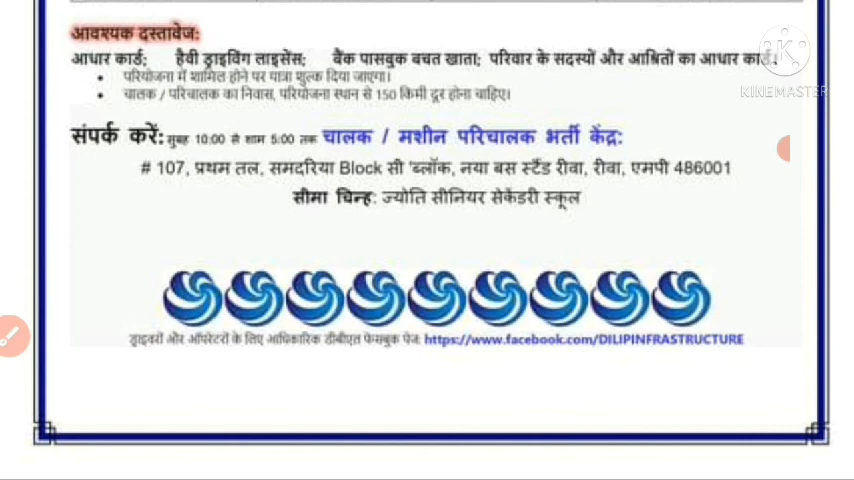 आवश्यक दस्तावेज:
आधार कार्ड; हैवी ड्राइविंग लाइसेंस; बैंक पासबुक बचत खाता; परिवार के सदस्यों और आश्रितों का आधार कार्ड।
• परियोजना में शामिल होने पर यात्रा शुल्क दिया जाएगा।
• चालक / परिचालक का निवास, परियोजना स्थान से 150 किमी दूर होना चाहिए।
KINEMASTER
संपर्क करें: सुबह 10:00 से शाम 5:00 तक चालक / मशीन परिचालक भर्ती केंद्र:
# 107, प्रथम तल, समदरिया Block सी 'ब्लॉक, नया बस स्टैंड रीवा, रीवा, एमपी 486001
सीमा चिन्ह: ज्योति सीनियर सेकेंडरी स्कूल
ड्राइवरों और ऑपरेटरों के लिए आधिकारिक डीबीएल फेसबुक पेज: https://www.facebook.com/DILIPINFRASTRUCTURE